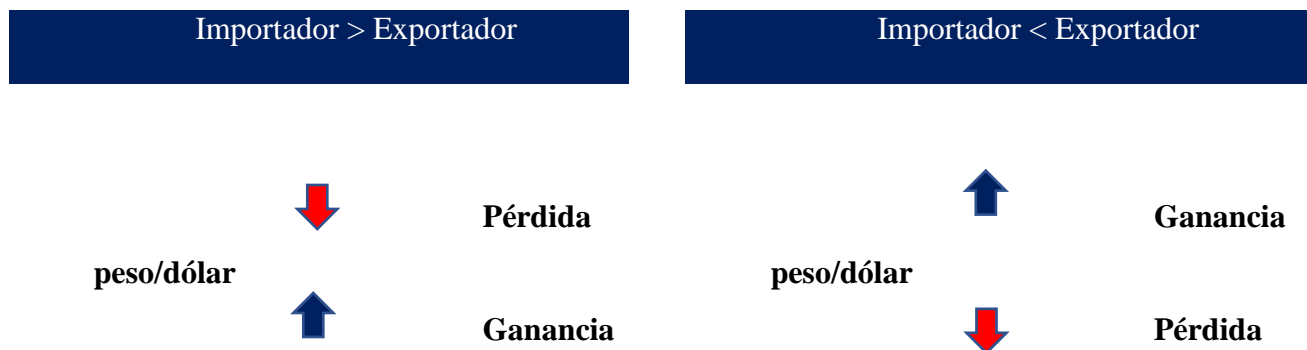 Importador > Exportador
Pérdida
peso/dólar
Ganancia
Importador < Exportador
Ganancia
peso/dólar
Pérdida